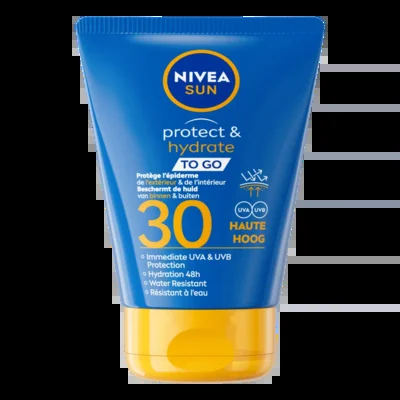 NIVEA
SUN
protect &
hydrate
TO GO
Protège l'épiderme
de l'extérieur & de l'intérieur
Beschermt de huid
van binnen & buiten
30
UVA UVB
HAUTE
HOOG
Immediate UVA & UVB
Protection
Hydration 48h
Water Resistant
Résistant à l'eau